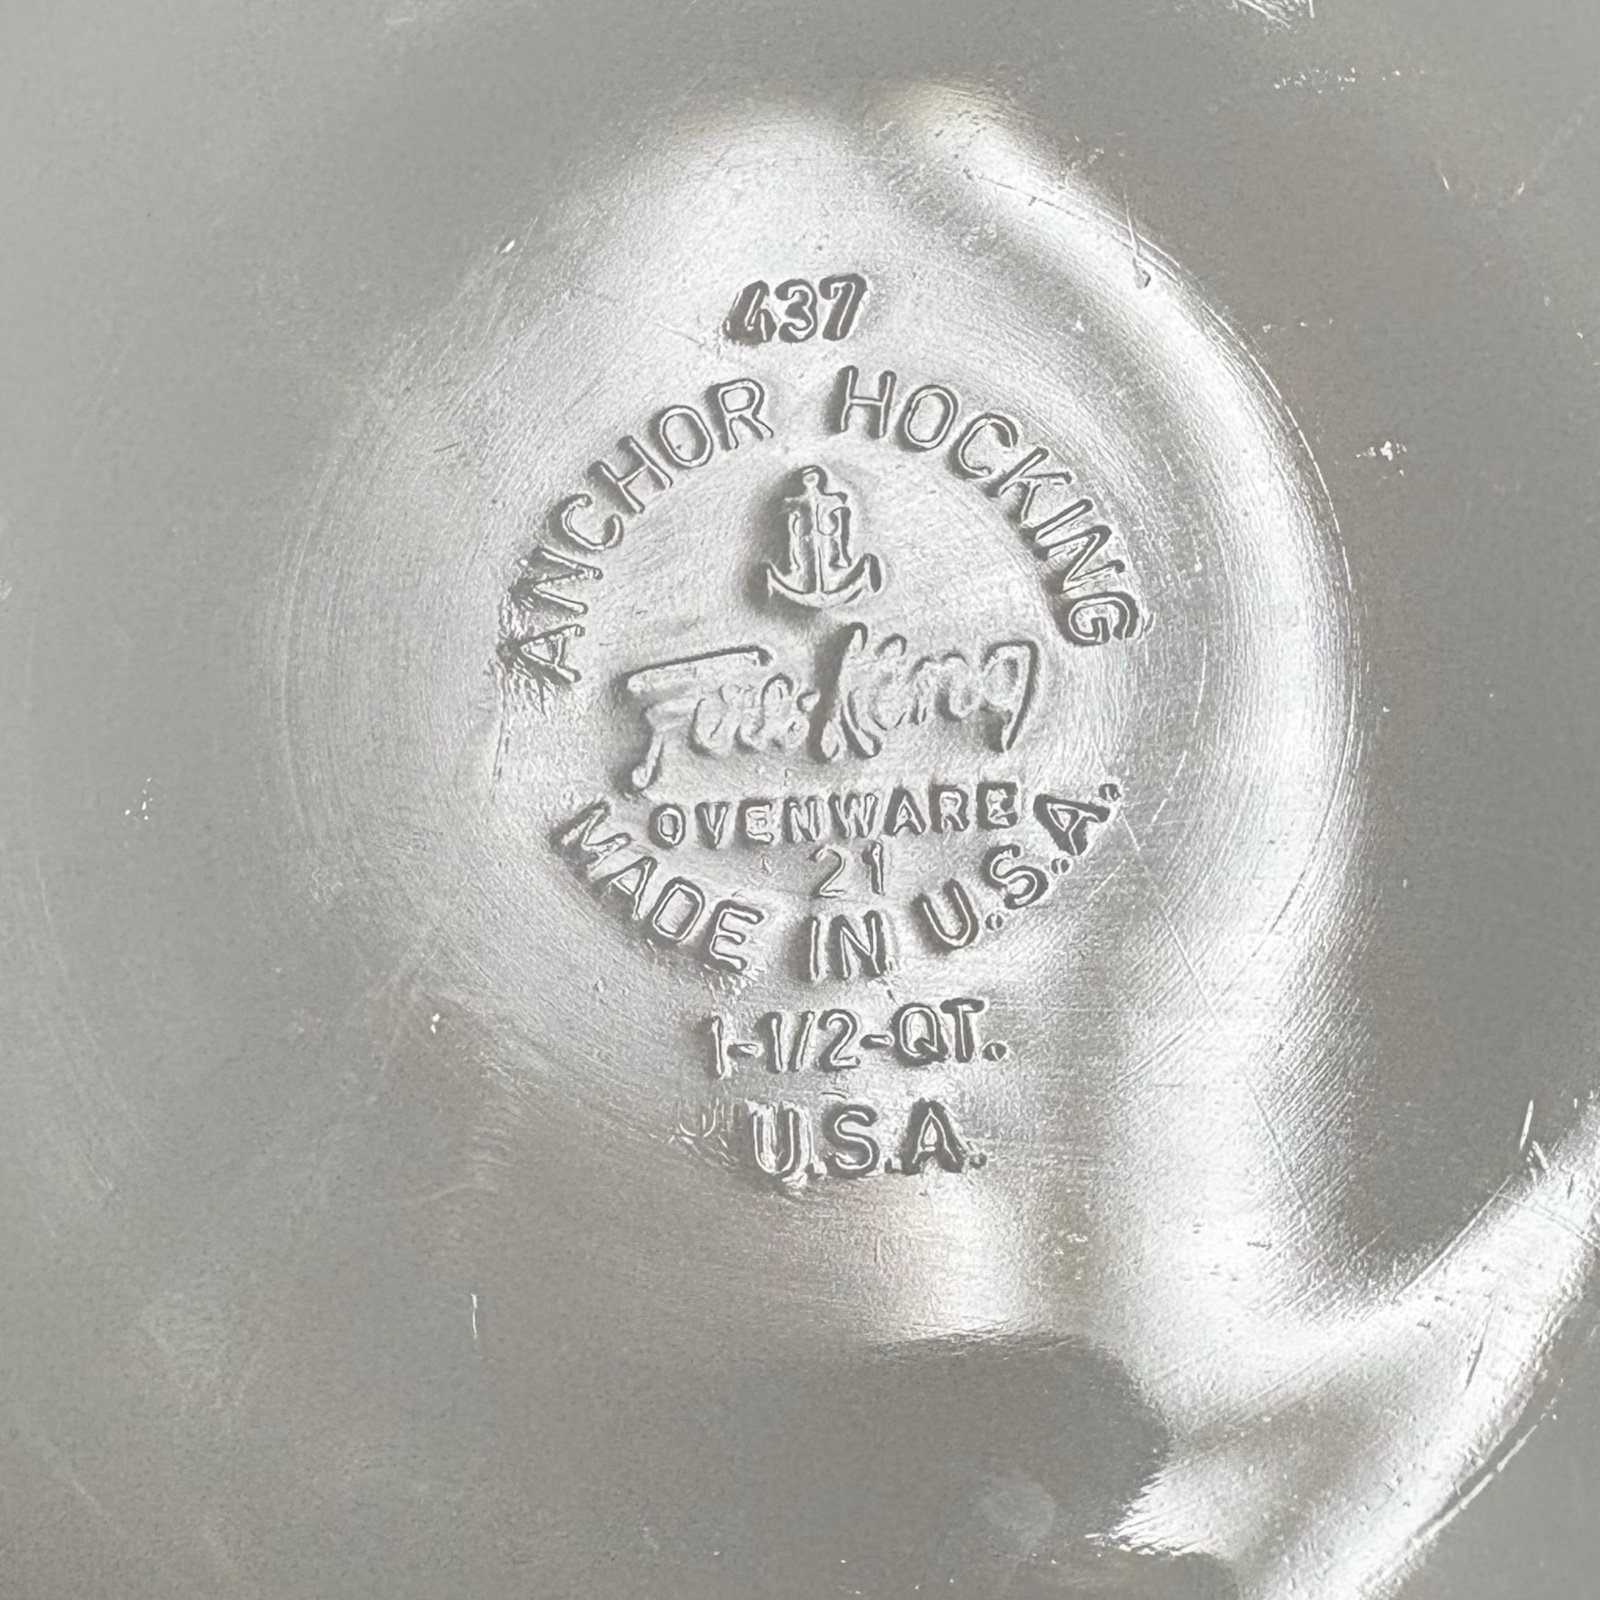 437
ANCHOR HOCKING
Fire-King
OVENWARE
21
MADE IN U.S.A.
1-1/2-QT.
U.S.A.